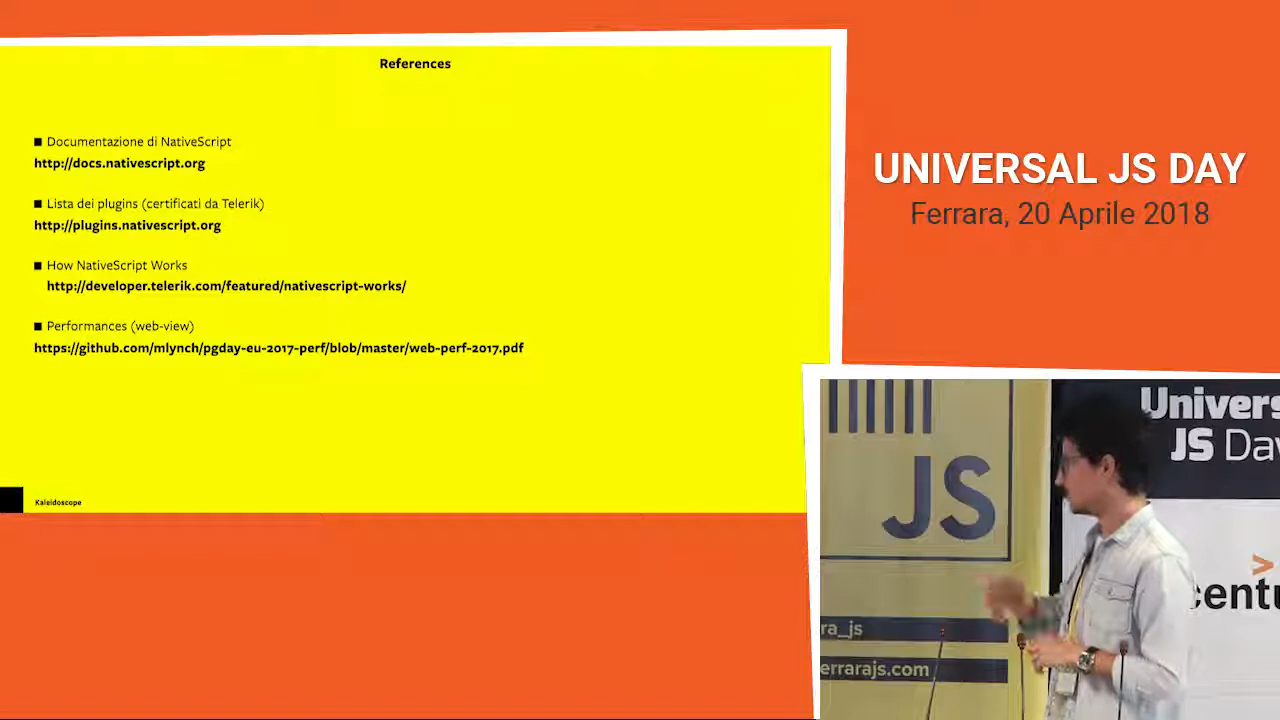 References
■ Documentazione di NativeScript
http://docs.nativescript.org
■ Lista dei plugins (certificati da Telerik)
http://plugins.nativescript.org
■ How NativeScript Works
http://developer.telerik.com/featured/nativescript-works/
■ Performances (web-view)
https://github.com/mlynch/pgday-eu-2017-perf/blob/master/web-perf-2017.pdf
Kaleidoscope
UNIVERSAL JS DAY
Ferrara, 20 Aprile 2018
Univers
JS Da
JS
centu
ra_js
errarajs.com